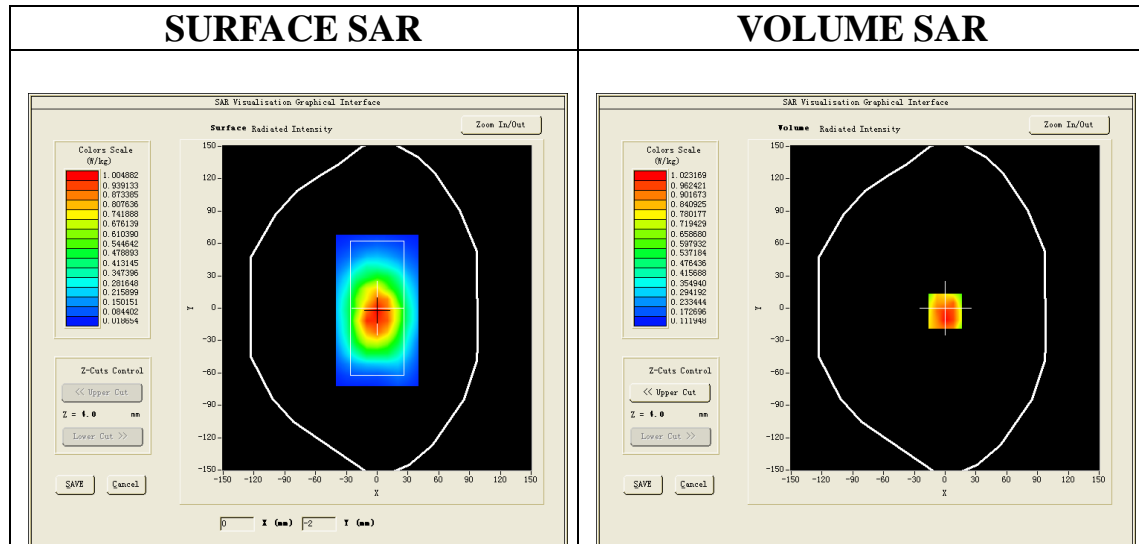 SURFACE SAR
VOLUME SAR
SAR Visualisation Graphical Interface
Surface Radiated Intensity
Zoom In/Out
Colors Scale
(W/kg)
1.004882
0.939133
0.873385
0.807636
0.741888
0.676139
0.610390
0.544642
0.478893
0.413145
0.347396
0.281648
0.215899
0.150151
0.084402
0.018654
150
120
90
60
30
0
-30
-60
-90
-120
-150
Y
-150 -120 -90 -60 -30 0 30 60 90 120 150
X
Z-Cuts Control
<< Upper Cut
Z = 4.0 mm
Lower Cut >>
SAVE Cancel
0 X (mm) -2 Y (mm)
SAR Visualisation Graphical Interface
Volume Radiated Intensity
Zoom In/Out
Colors Scale
(W/kg)
1.023169
0.962421
0.901673
0.840925
0.780177
0.719429
0.658680
0.597932
0.537184
0.476436
0.415688
0.354940
0.294192
0.233444
0.172696
0.111948
150
120
90
60
30
0
-30
-60
-90
-120
-150
Y
-150 -120 -90 -60 -30 0 30 60 90 120 150
X
Z-Cuts Control
<< Upper Cut
Z = 4.0 mm
Lower Cut >>
SAVE Cancel